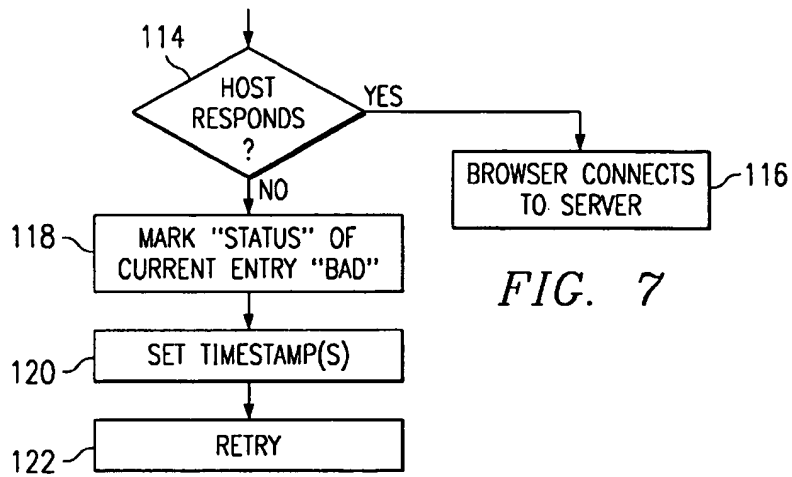 114
HOST
RESPONDS
?
YES
NO
BROWSER CONNECTS
TO SERVER
116
118
MARK "STATUS" OF
CURRENT ENTRY "BAD"
FIG. 7
120
SET TIMESTAMP(S)
122
RETRY